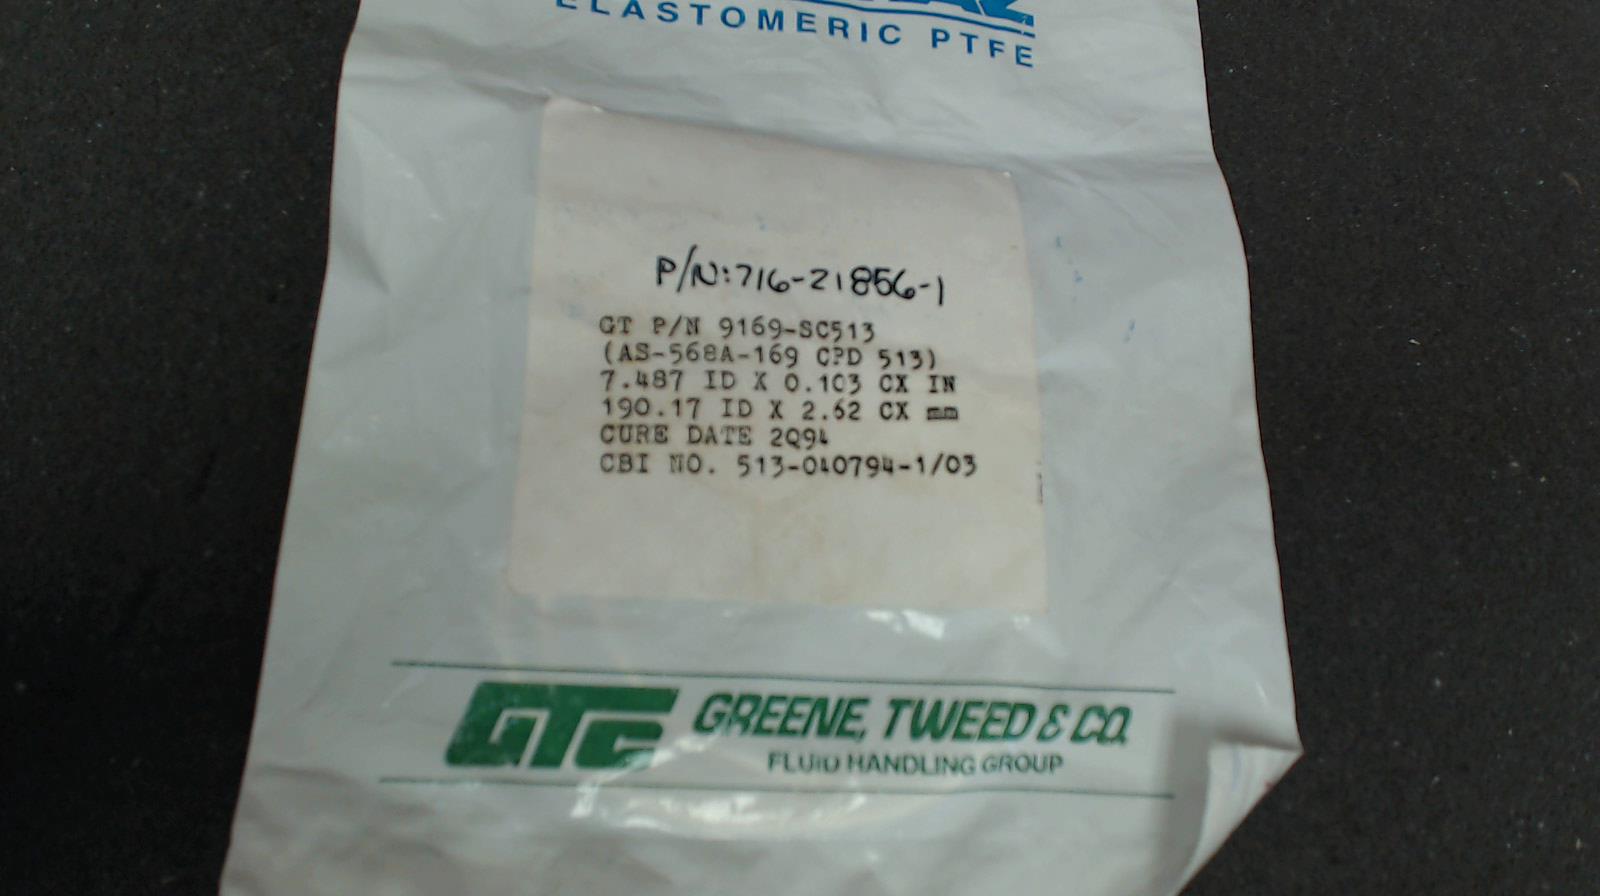 ELASTOMERIC PTFE
P/N:716-21856-1
GT P/N 9169-SC513
(AS-568A-169 CPD 513)
7.487 ID X 0.103 CX IN
190.17 ID X 2.62 CX mm
CURE DATE 2Q94
CBI NO. 513-040794-1/03
GTC GREENE, TWEED & CO.
FLUID HANDLING GROUP